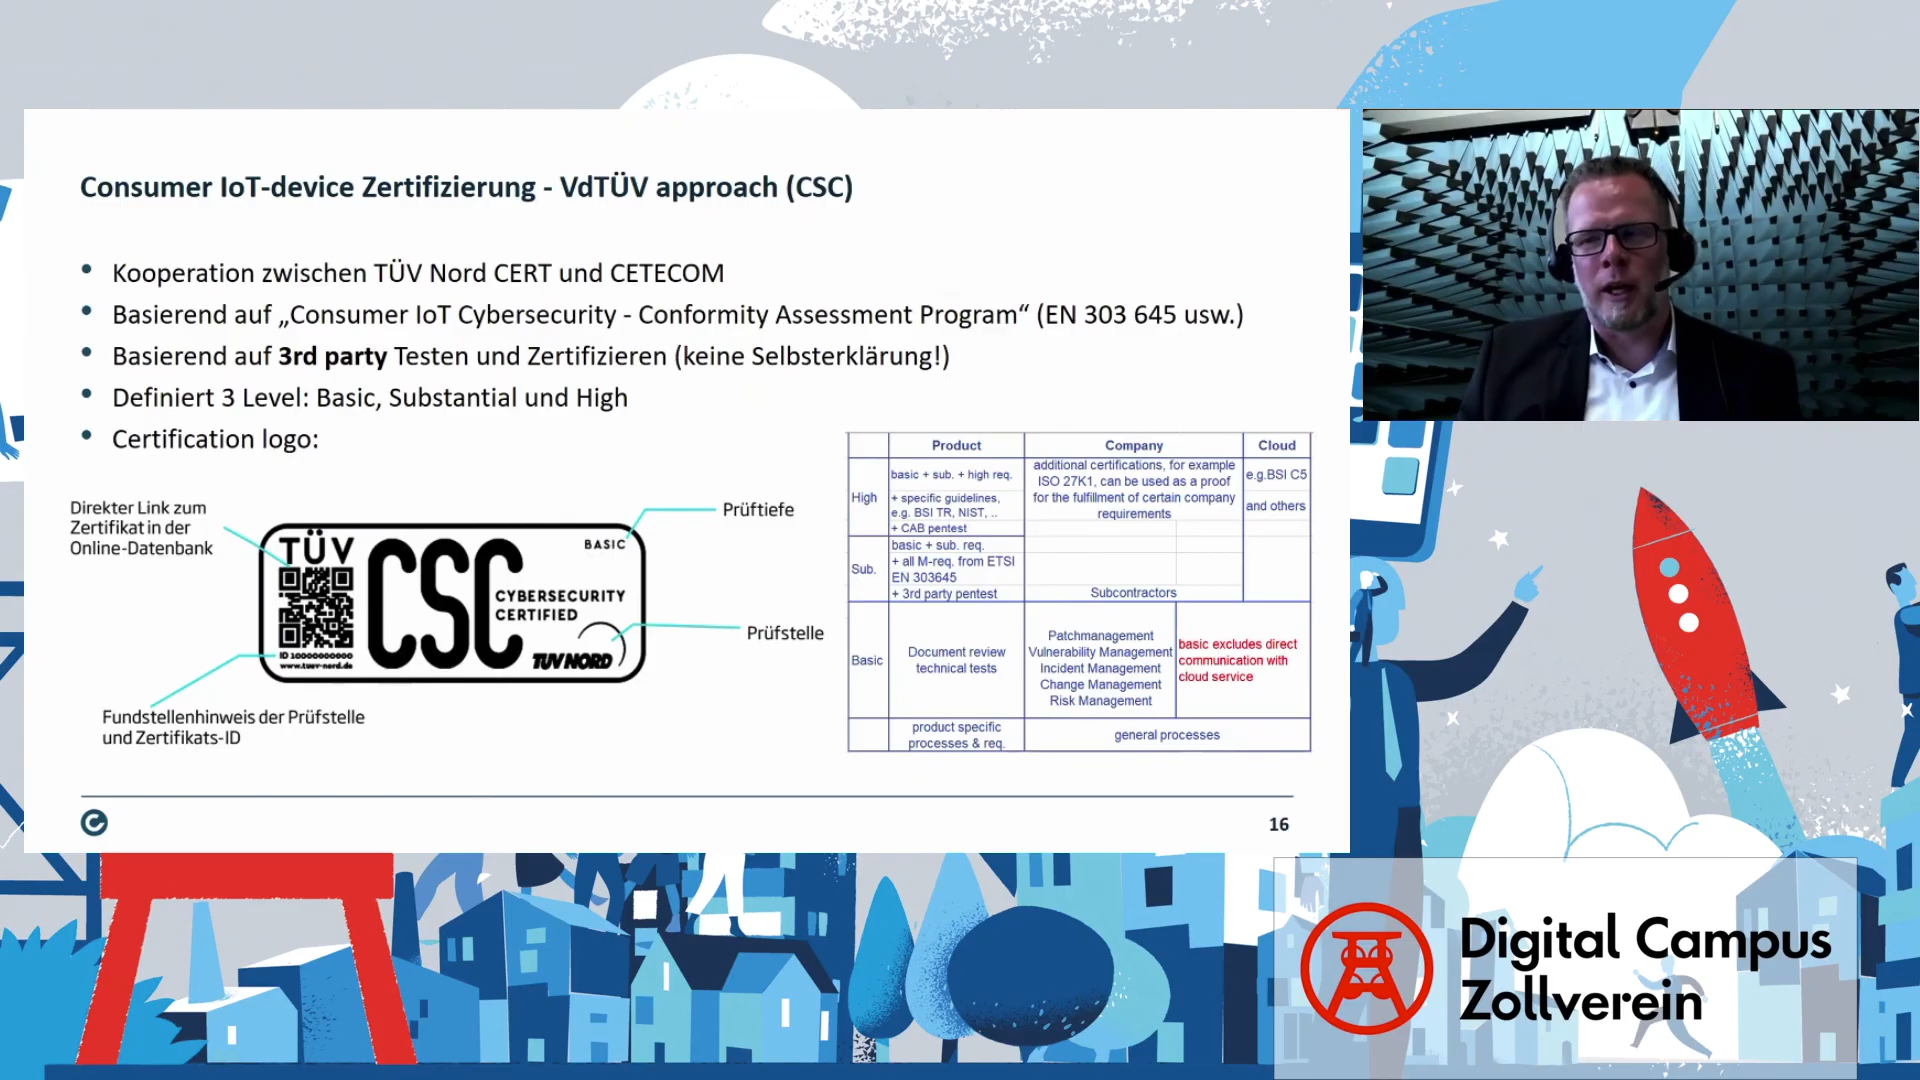 Consumer IoT-device Zertifizierung - VdTÜV approach (CSC)
• Kooperation zwischen TÜV Nord CERT und CETECOM
• Basierend auf „Consumer IoT Cybersecurity - Conformity Assessment Program“ (EN 303 645 usw.)
• Basierend auf 3rd party Testen und Zertifizieren (keine Selbsterklärung!)
• Definiert 3 Level: Basic, Substantial und High
• Certification logo:
Direkter Link zum
Zertifikat in der
Online-Datenbank
Prüftiefe
TÜV
CSC
BASIC
CYBERSECURITY
CERTIFIED
TUV NORD
ID 10000000000
www.tuev-nord.de
Prüfstelle
Fundstellenhinweis der Prüfstelle
und Zertifikats-ID
Product
Company
Cloud
High
basic + sub. + high req.
+ specific guidelines,
e.g. BSI TR, NIST, ..
+ CAB pentest
additional certifications, for example
ISO 27K1, can be used as a proof
for the fulfillment of certain company
requirements
e.g.BSI C5
and others
Sub.
basic + sub. req.
+ all M-req. from ETSI
EN 303645
+ 3rd party pentest
Subcontractors
Basic
Document review
technical tests
Patchmanagement
Vulnerability Management
Incident Management
Change Management
Risk Management
basic excludes direct
communication with
cloud service
product specific
processes & req.
general processes
16
Digital Campus
Zollverein